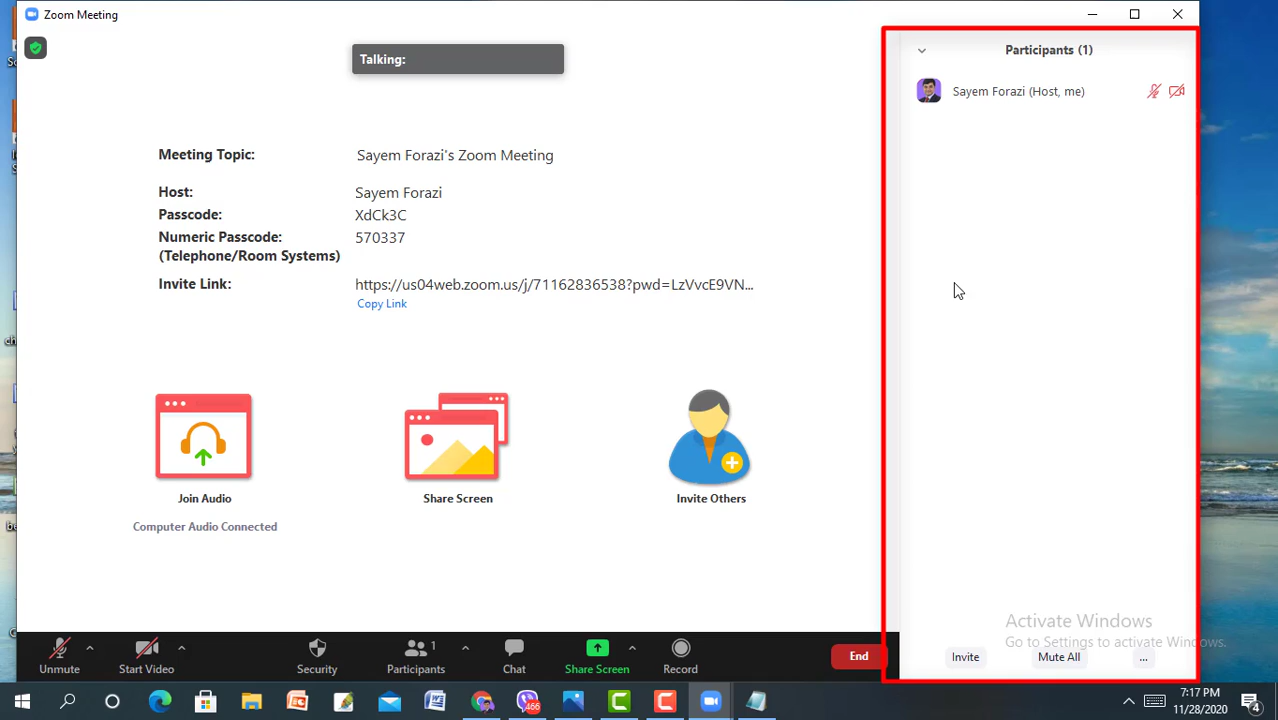 Zoom Meeting
Talking:
Participants (1)
Sayem Forazi (Host, me)
Meeting Topic: Sayem Forazi's Zoom Meeting
Host: Sayem Forazi
Passcode: XdCk3C
Numeric Passcode: 570337
(Telephone/Room Systems)
Invite Link: https://us04web.zoom.us/j/71162836538?pwd=LzVvcE9VN...
Copy Link
Join Audio
Share Screen
Invite Others
Computer Audio Connected
Activate Windows
Go to Settings to activate Windows.
Invite
Mute All
...
Unmute
Start Video
Security
Participants 1
Chat
Share Screen
Record
End
466
7:17 PM
11/28/2020
4